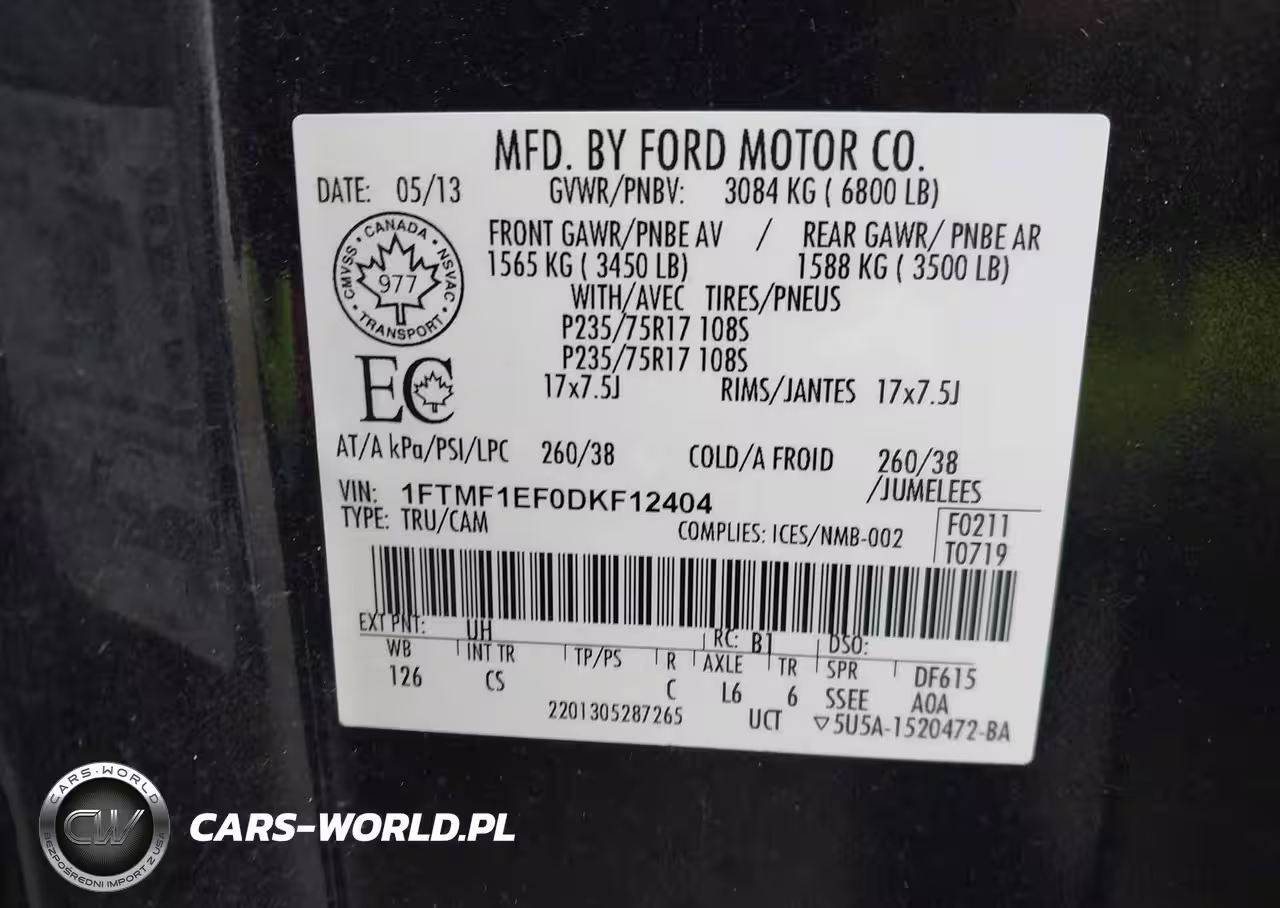 MFD. BY FORD MOTOR CO.
DATE: 05/13 GVWR/PNBV: 3084 KG ( 6800 LB)
CMVSS · CANADA · NSVAC
977
· TRANSPORT ·
FRONT GAWR/PNBE AV / REAR GAWR/ PNBE AR
1565 KG ( 3450 LB) 1588 KG ( 3500 LB)
WITH/AVEC TIRES/PNEUS
P235/75R17 108S
P235/75R17 108S
EC
17x7.5J RIMS/JANTES 17x7.5J
AT/A kPa/PSI/LPC 260/38 COLD/A FROID 260/38
/JUMELEES
VIN: 1FTMF1EF0DKF12404
TYPE: TRU/CAM COMPLIES: ICES/NMB-002
F0211
T0719
EXT PNT: UH RC: B1 DSO:
WB INT TR TP/PS R AXLE TR SPR DF615
126 CS C L6 6 SSEE A0A
2201305287265 UCT ▽5U5A-1520472-BA
CARS-WORLD
CW
BEZPOŚREDNI IMPORT Z USA
CARS-WORLD.PL